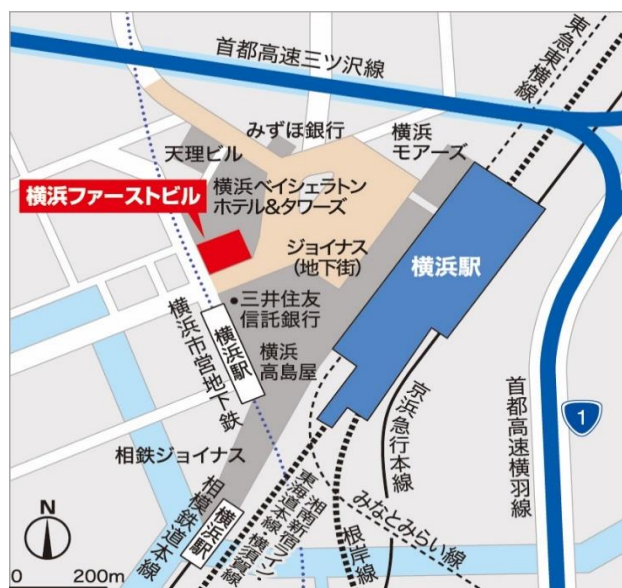 首都高速三ツ沢線
東急東横線
みずほ銀行
天理ビル
横浜
モアーズ
横浜ファーストビル
横浜ベイシェラトン
ホテル&タワーズ
ジョイナス
(地下街)
横浜駅
三井住友
信託銀行
横浜駅
横浜市営地下鉄
横浜
高島屋
京浜急行本線
首都高速横羽線
1
相鉄ジョイナス
横浜駅
相模鉄道本線
湘南新宿ライン
東海道本線・横須賀線
根岸線
みなとみらい線
N
0 200m